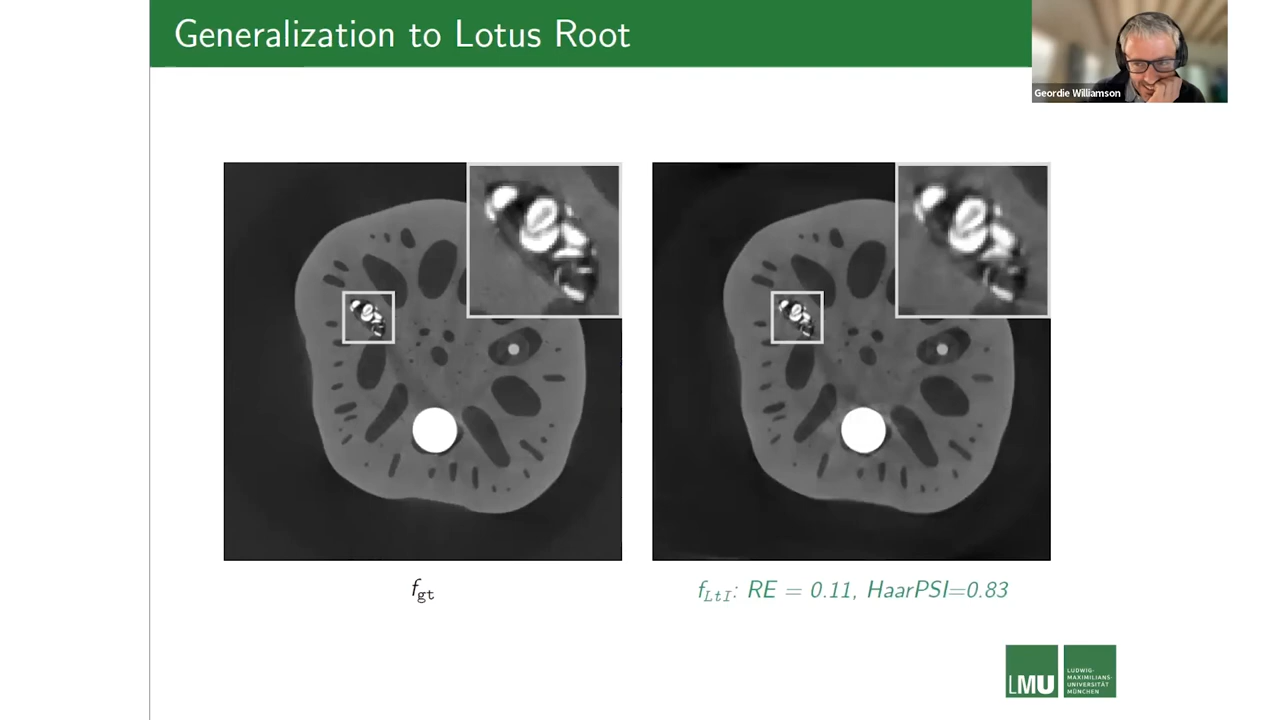 Generalization to Lotus Root
Geordie Williamson
f_gt
f_LtI: RE = 0.11, HaarPSI=0.83
LMU
LUDWIG-
MAXIMILIANS-
UNIVERSITÄT
MÜNCHEN